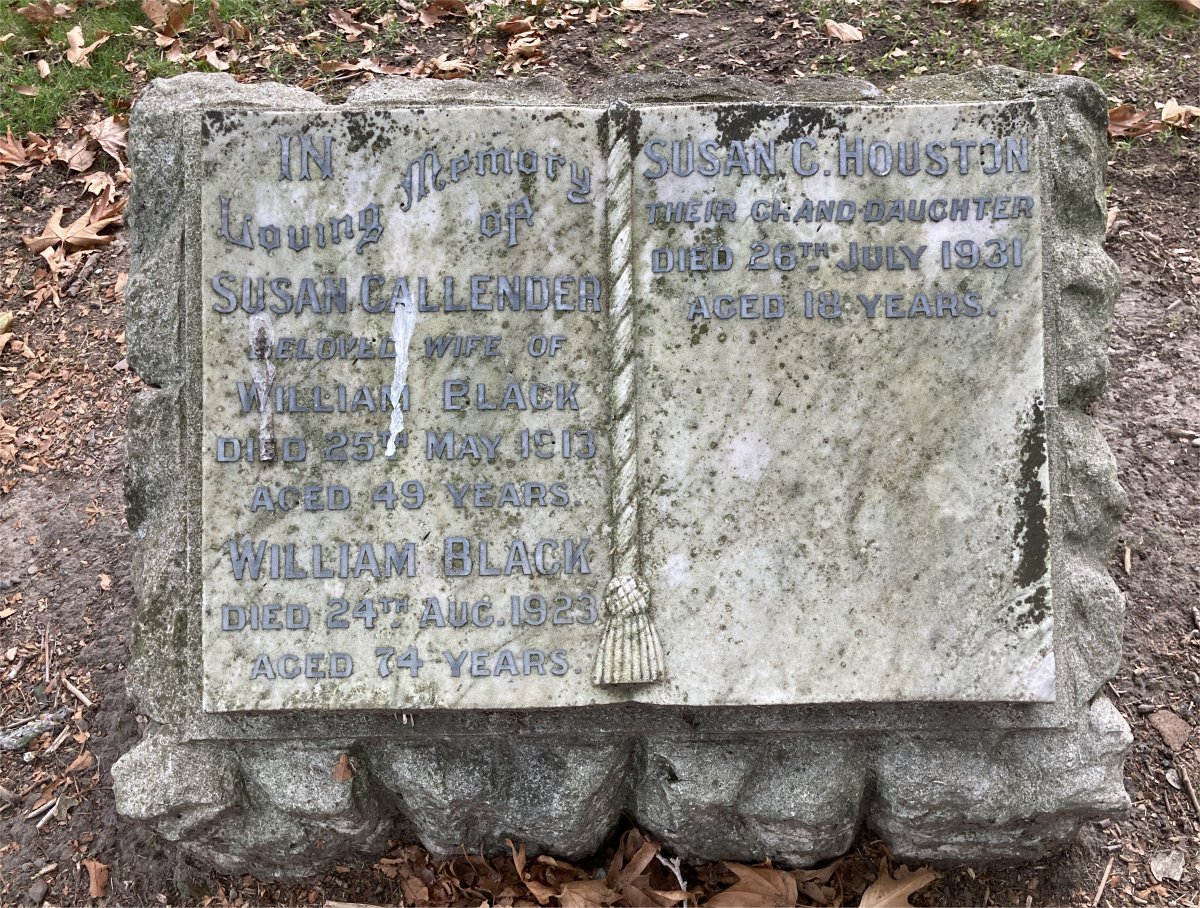 IN
Loving Memory
of
SUSAN CALLENDER
BELOVED WIFE OF
WILLIAM BLACK
DIED 25TH MAY 1913
AGED 49 YEARS.
WILLIAM BLACK
DIED 24TH AUG. 1923
AGED 74 YEARS.
SUSAN C. HOUSTON
THEIR GRAND-DAUGHTER
DIED 26TH JULY 1931
AGED 18 YEARS.